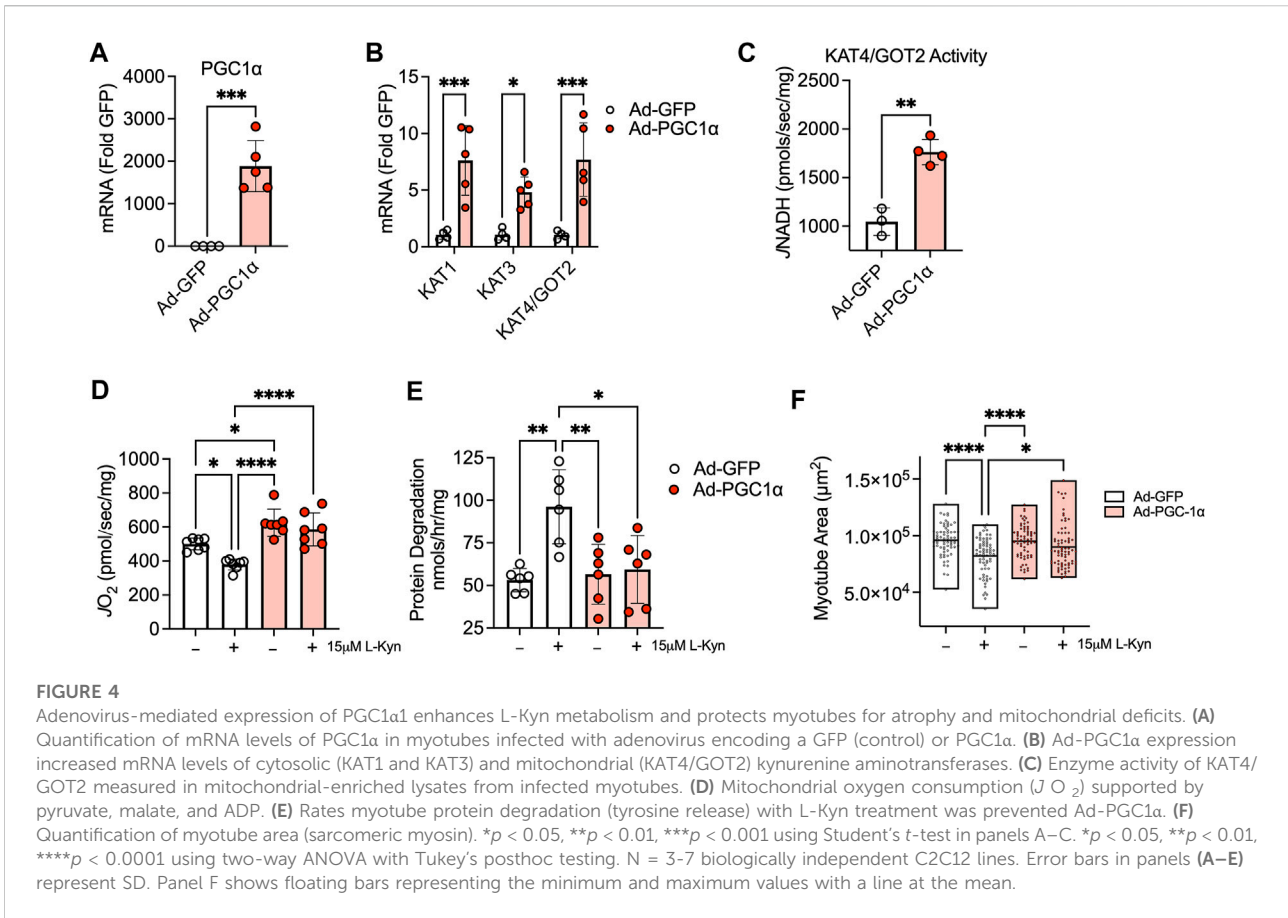 A
PGC1α
mRNA (Fold GFP)
4000
3000
2000
1000
0
***
Ad-GFP
Ad-PGC1α
B
mRNA (Fold GFP)
15
10
5
0
*** * ***
KAT1
KAT3
KAT4/GOT2
Ad-GFP
Ad-PGC1α
C
KAT4/GOT2 Activity
JNADH (pmols/sec/mg)
2500
2000
1500
1000
**
Ad-GFP
Ad-PGC1α
D
JO2 (pmol/sec/mg)
1000
800
600
400
200
0
****
*
* ****
− + − + 15μM L-Kyn
E
Protein Degradation
nmols/hr/mg
125
100
75
50
25
*
** **
− + − + 15μM L-Kyn
Ad-GFP
Ad-PGC1α
F
Myotube Area (μm²)
1.5×10⁵
1.0×10⁵
5.0×10⁴
****
**** *
− + − + 15μM L-Kyn
Ad-GFP
Ad-PGC-1α
FIGURE 4
Adenovirus-mediated expression of PGC1α1 enhances L-Kyn metabolism and protects myotubes for atrophy and mitochondrial deficits. (A)
Quantification of mRNA levels of PGC1α in myotubes infected with adenovirus encoding a GFP (control) or PGC1α. (B) Ad-PGC1α expression
increased mRNA levels of cytosolic (KAT1 and KAT3) and mitochondrial (KAT4/GOT2) kynurenine aminotransferases. (C) Enzyme activity of KAT4/
GOT2 measured in mitochondrial-enriched lysates from infected myotubes. (D) Mitochondrial oxygen consumption (J O 2) supported by
pyruvate, malate, and ADP. (E) Rates myotube protein degradation (tyrosine release) with L-Kyn treatment was prevented Ad-PGC1α. (F)
Quantification of myotube area (sarcomeric myosin). *p < 0.05, **p < 0.01, ***p < 0.001 using Student's t-test in panels A–C. *p < 0.05, **p < 0.01,
****p < 0.0001 using two-way ANOVA with Tukey's posthoc testing. N = 3-7 biologically independent C2C12 lines. Error bars in panels (A–E)
represent SD. Panel F shows floating bars representing the minimum and maximum values with a line at the mean.